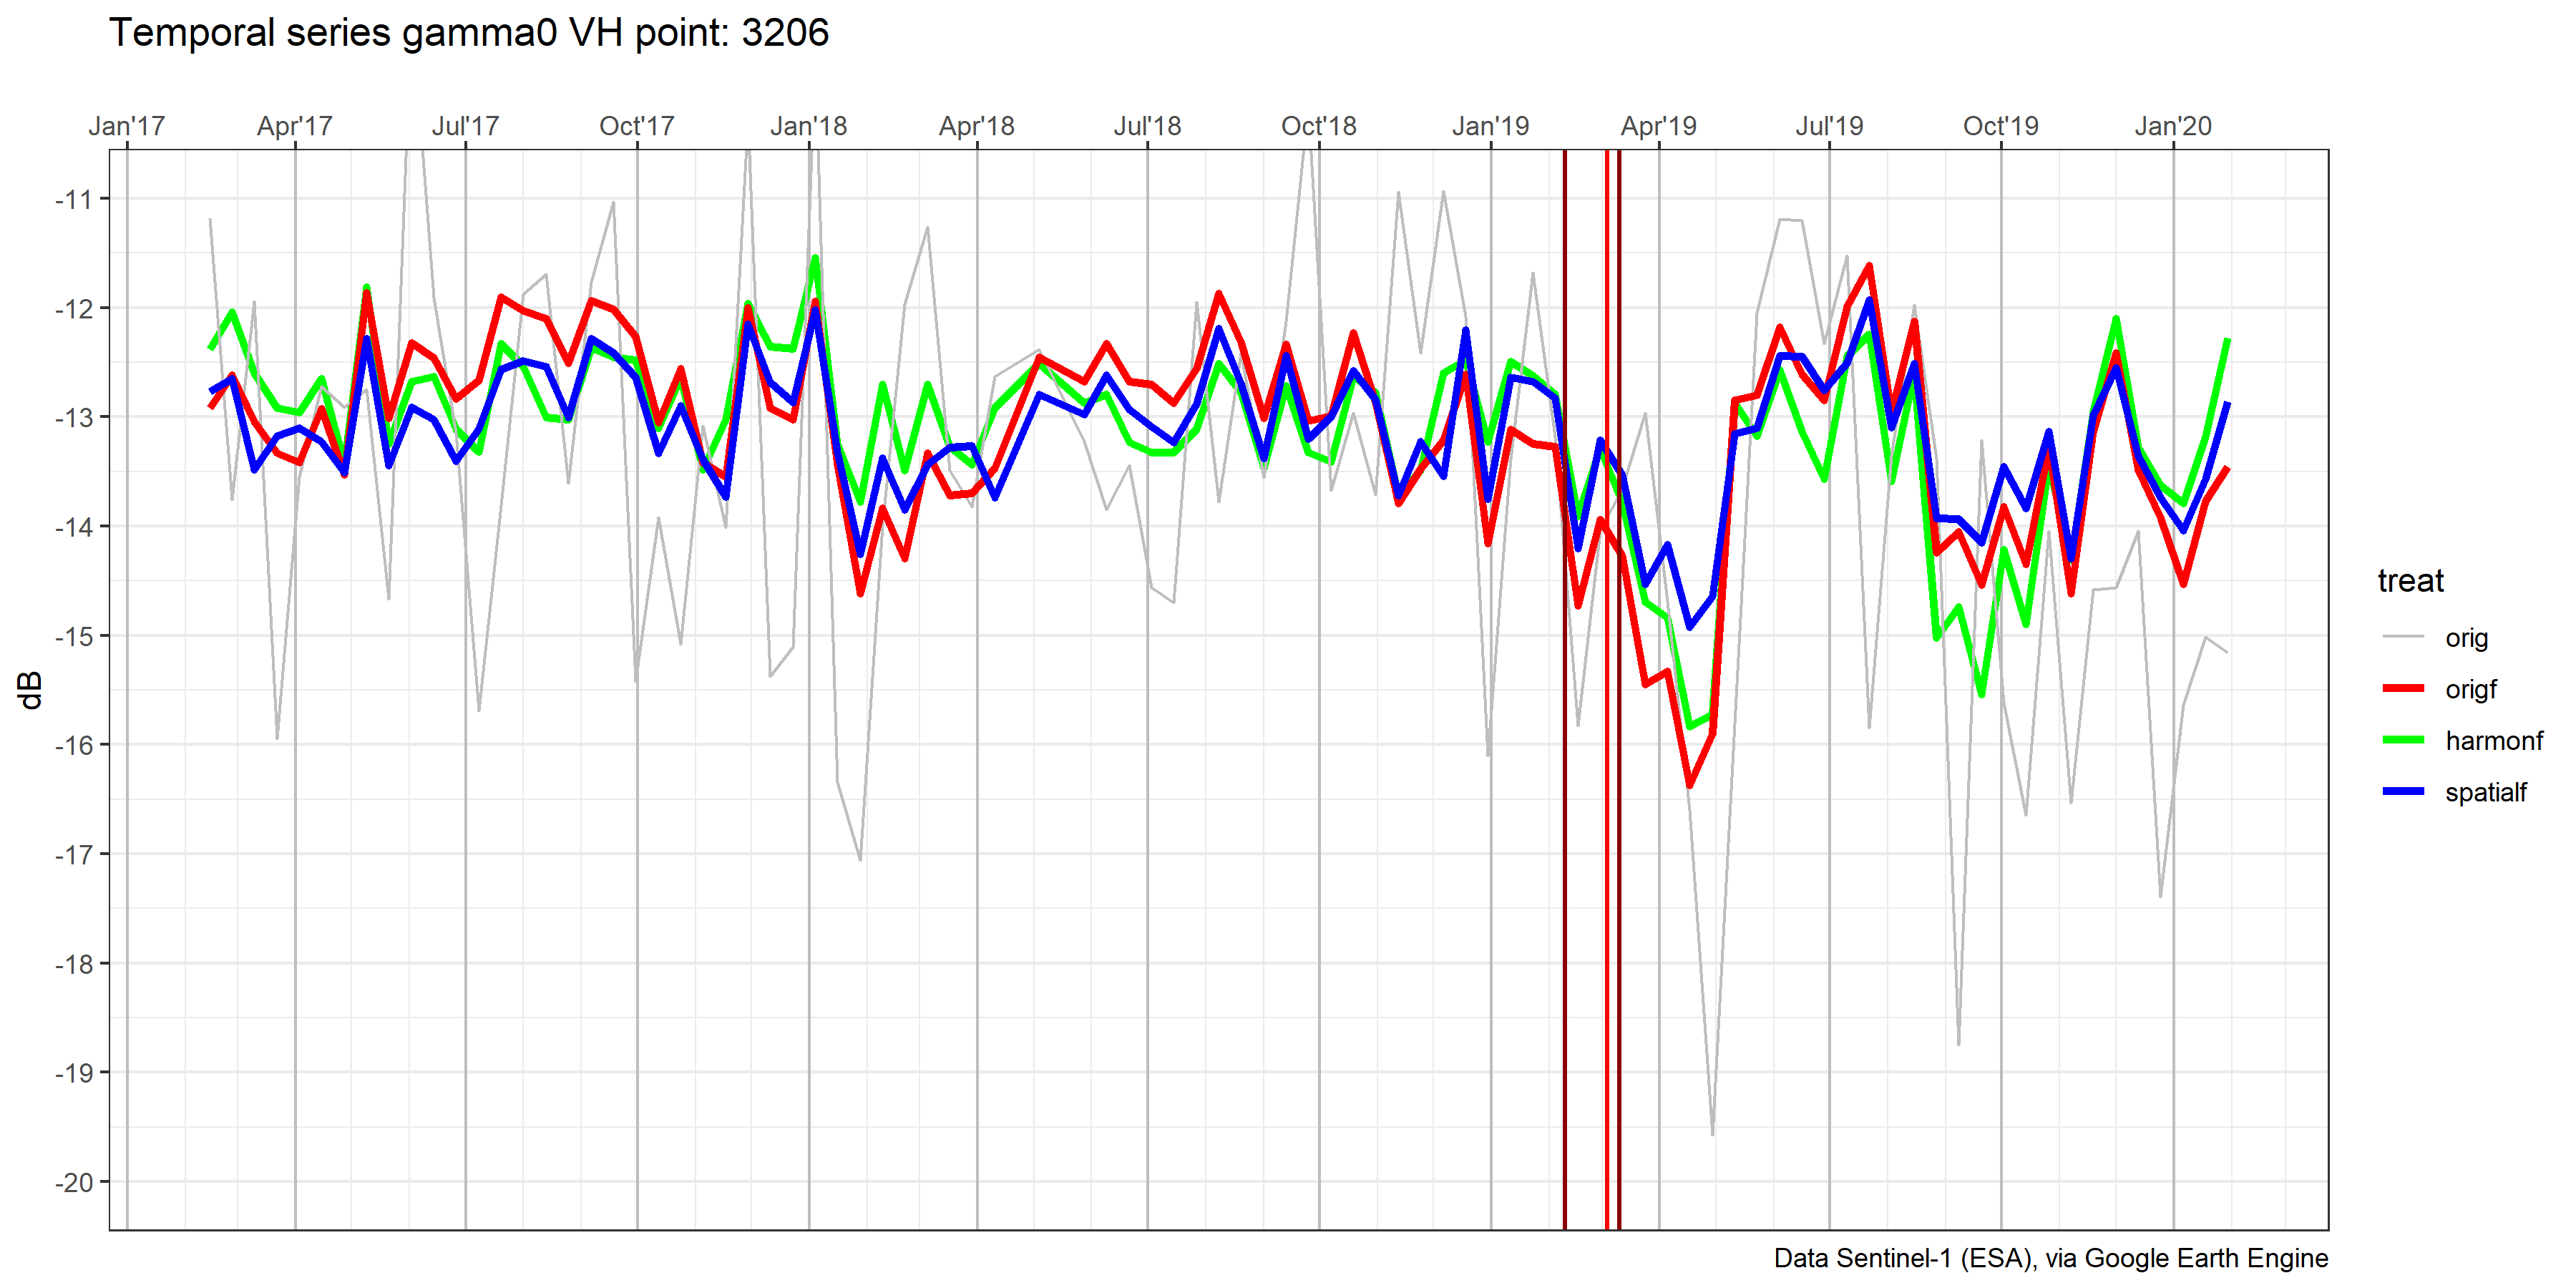 Temporal series gamma0 VH point: 3206
Jan'17 Apr'17 Jul'17 Oct'17 Jan'18 Apr'18 Jul'18 Oct'18 Jan'19 Apr'19 Jul'19 Oct'19 Jan'20
-11
-12
-13
-14
-15
-16
-17
-18
-19
-20
dB
treat
orig
origf
harmonf
spatialf
Data Sentinel-1 (ESA), via Google Earth Engine